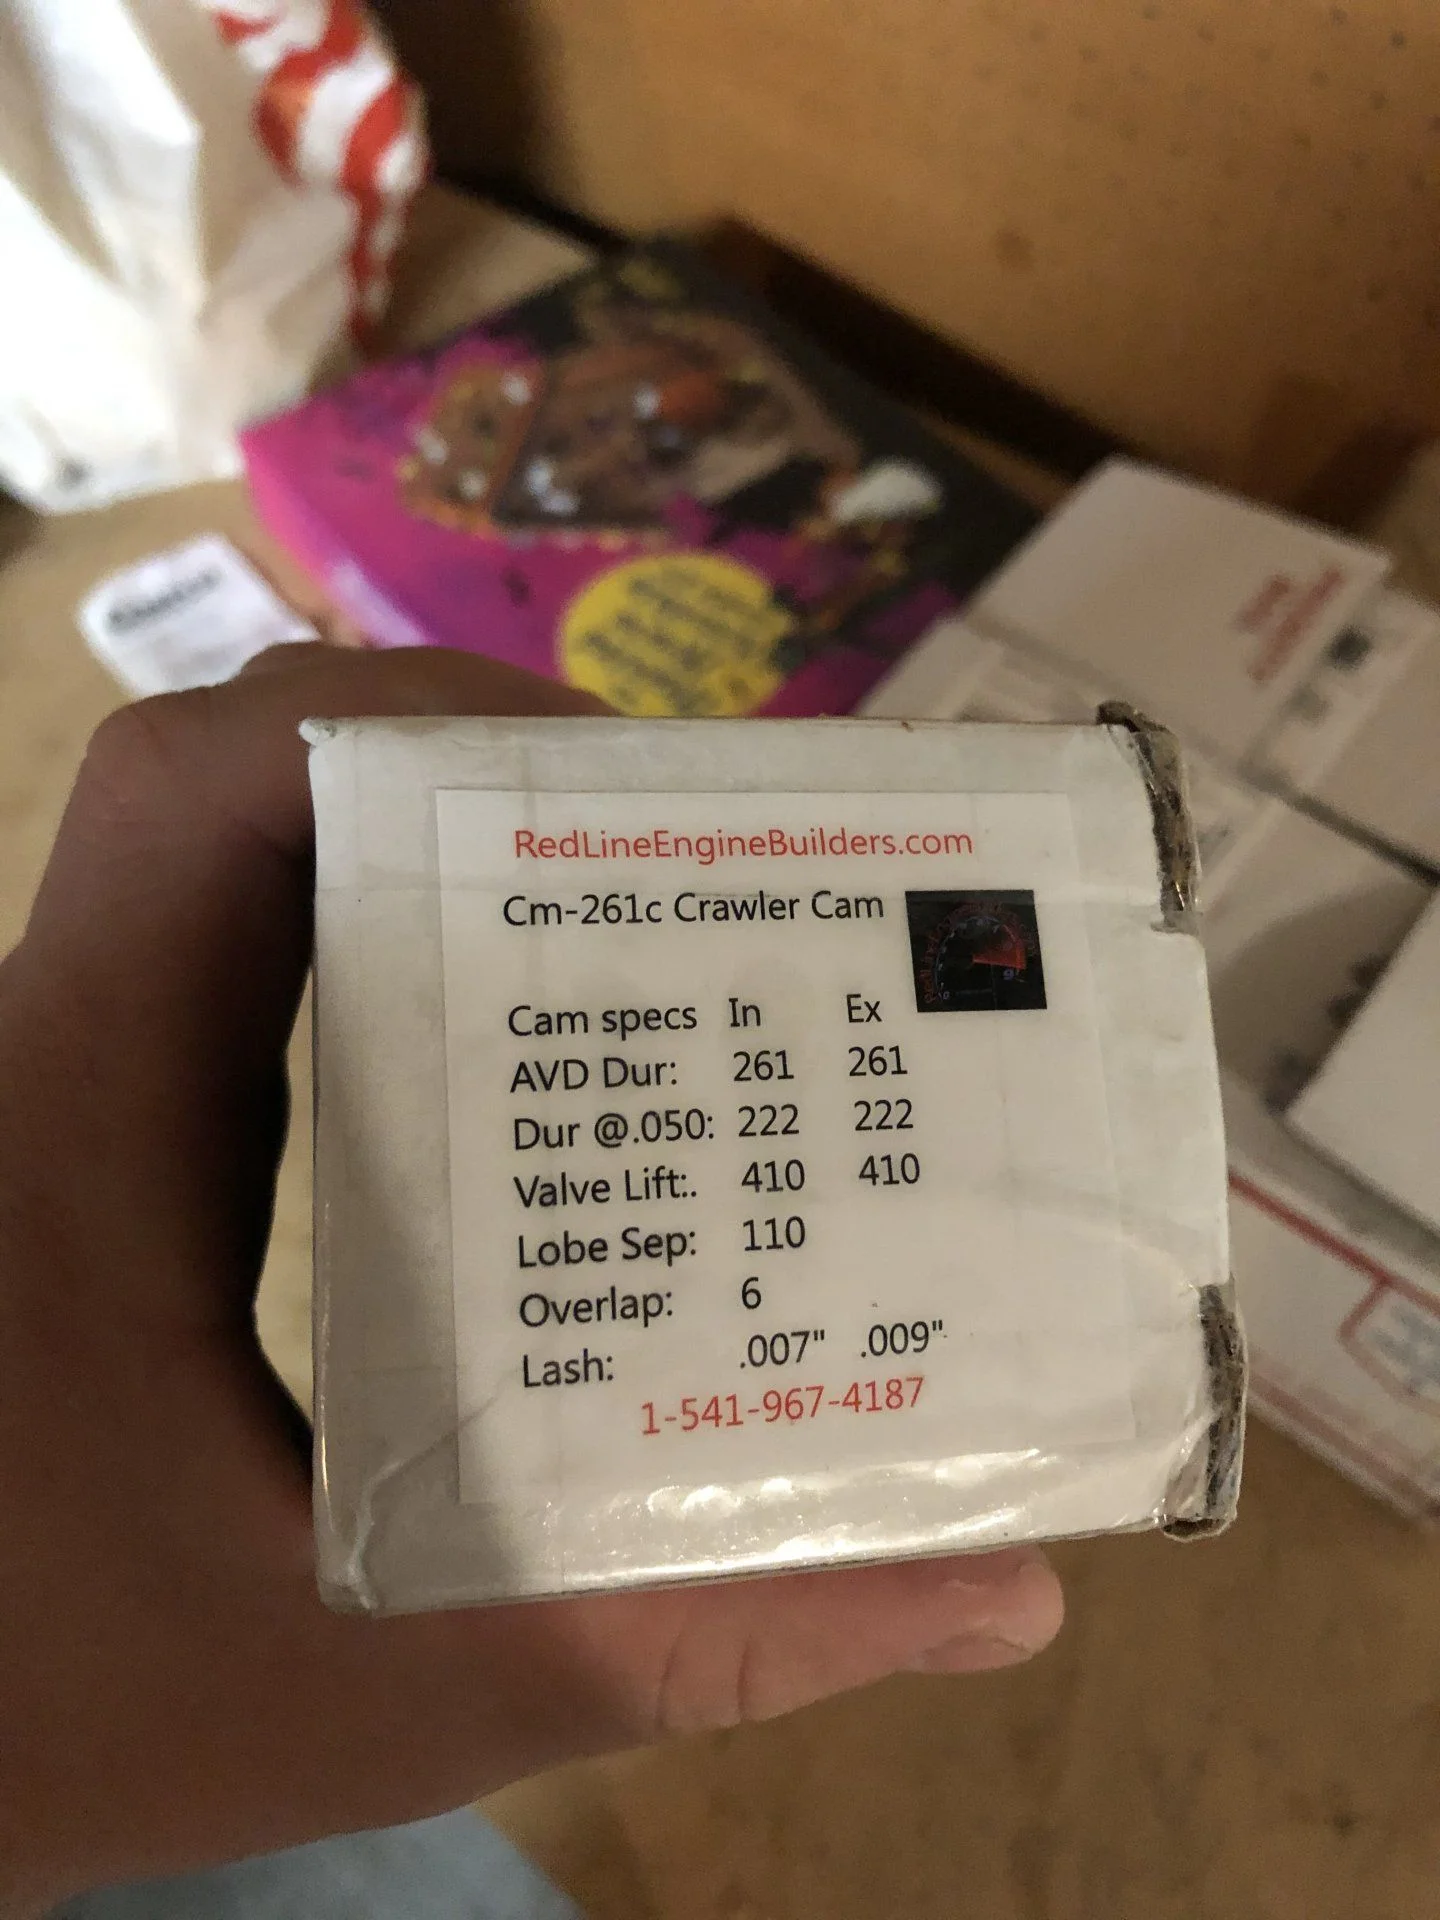 RedLineEngineBuilders.com
Cm-261c Crawler Cam
Cam specs In Ex
AVD Dur: 261 261
Dur @.050: 222 222
Valve Lift:. 410 410
Lobe Sep: 110
Overlap: 6
Lash: .007" .009"
1-541-967-4187